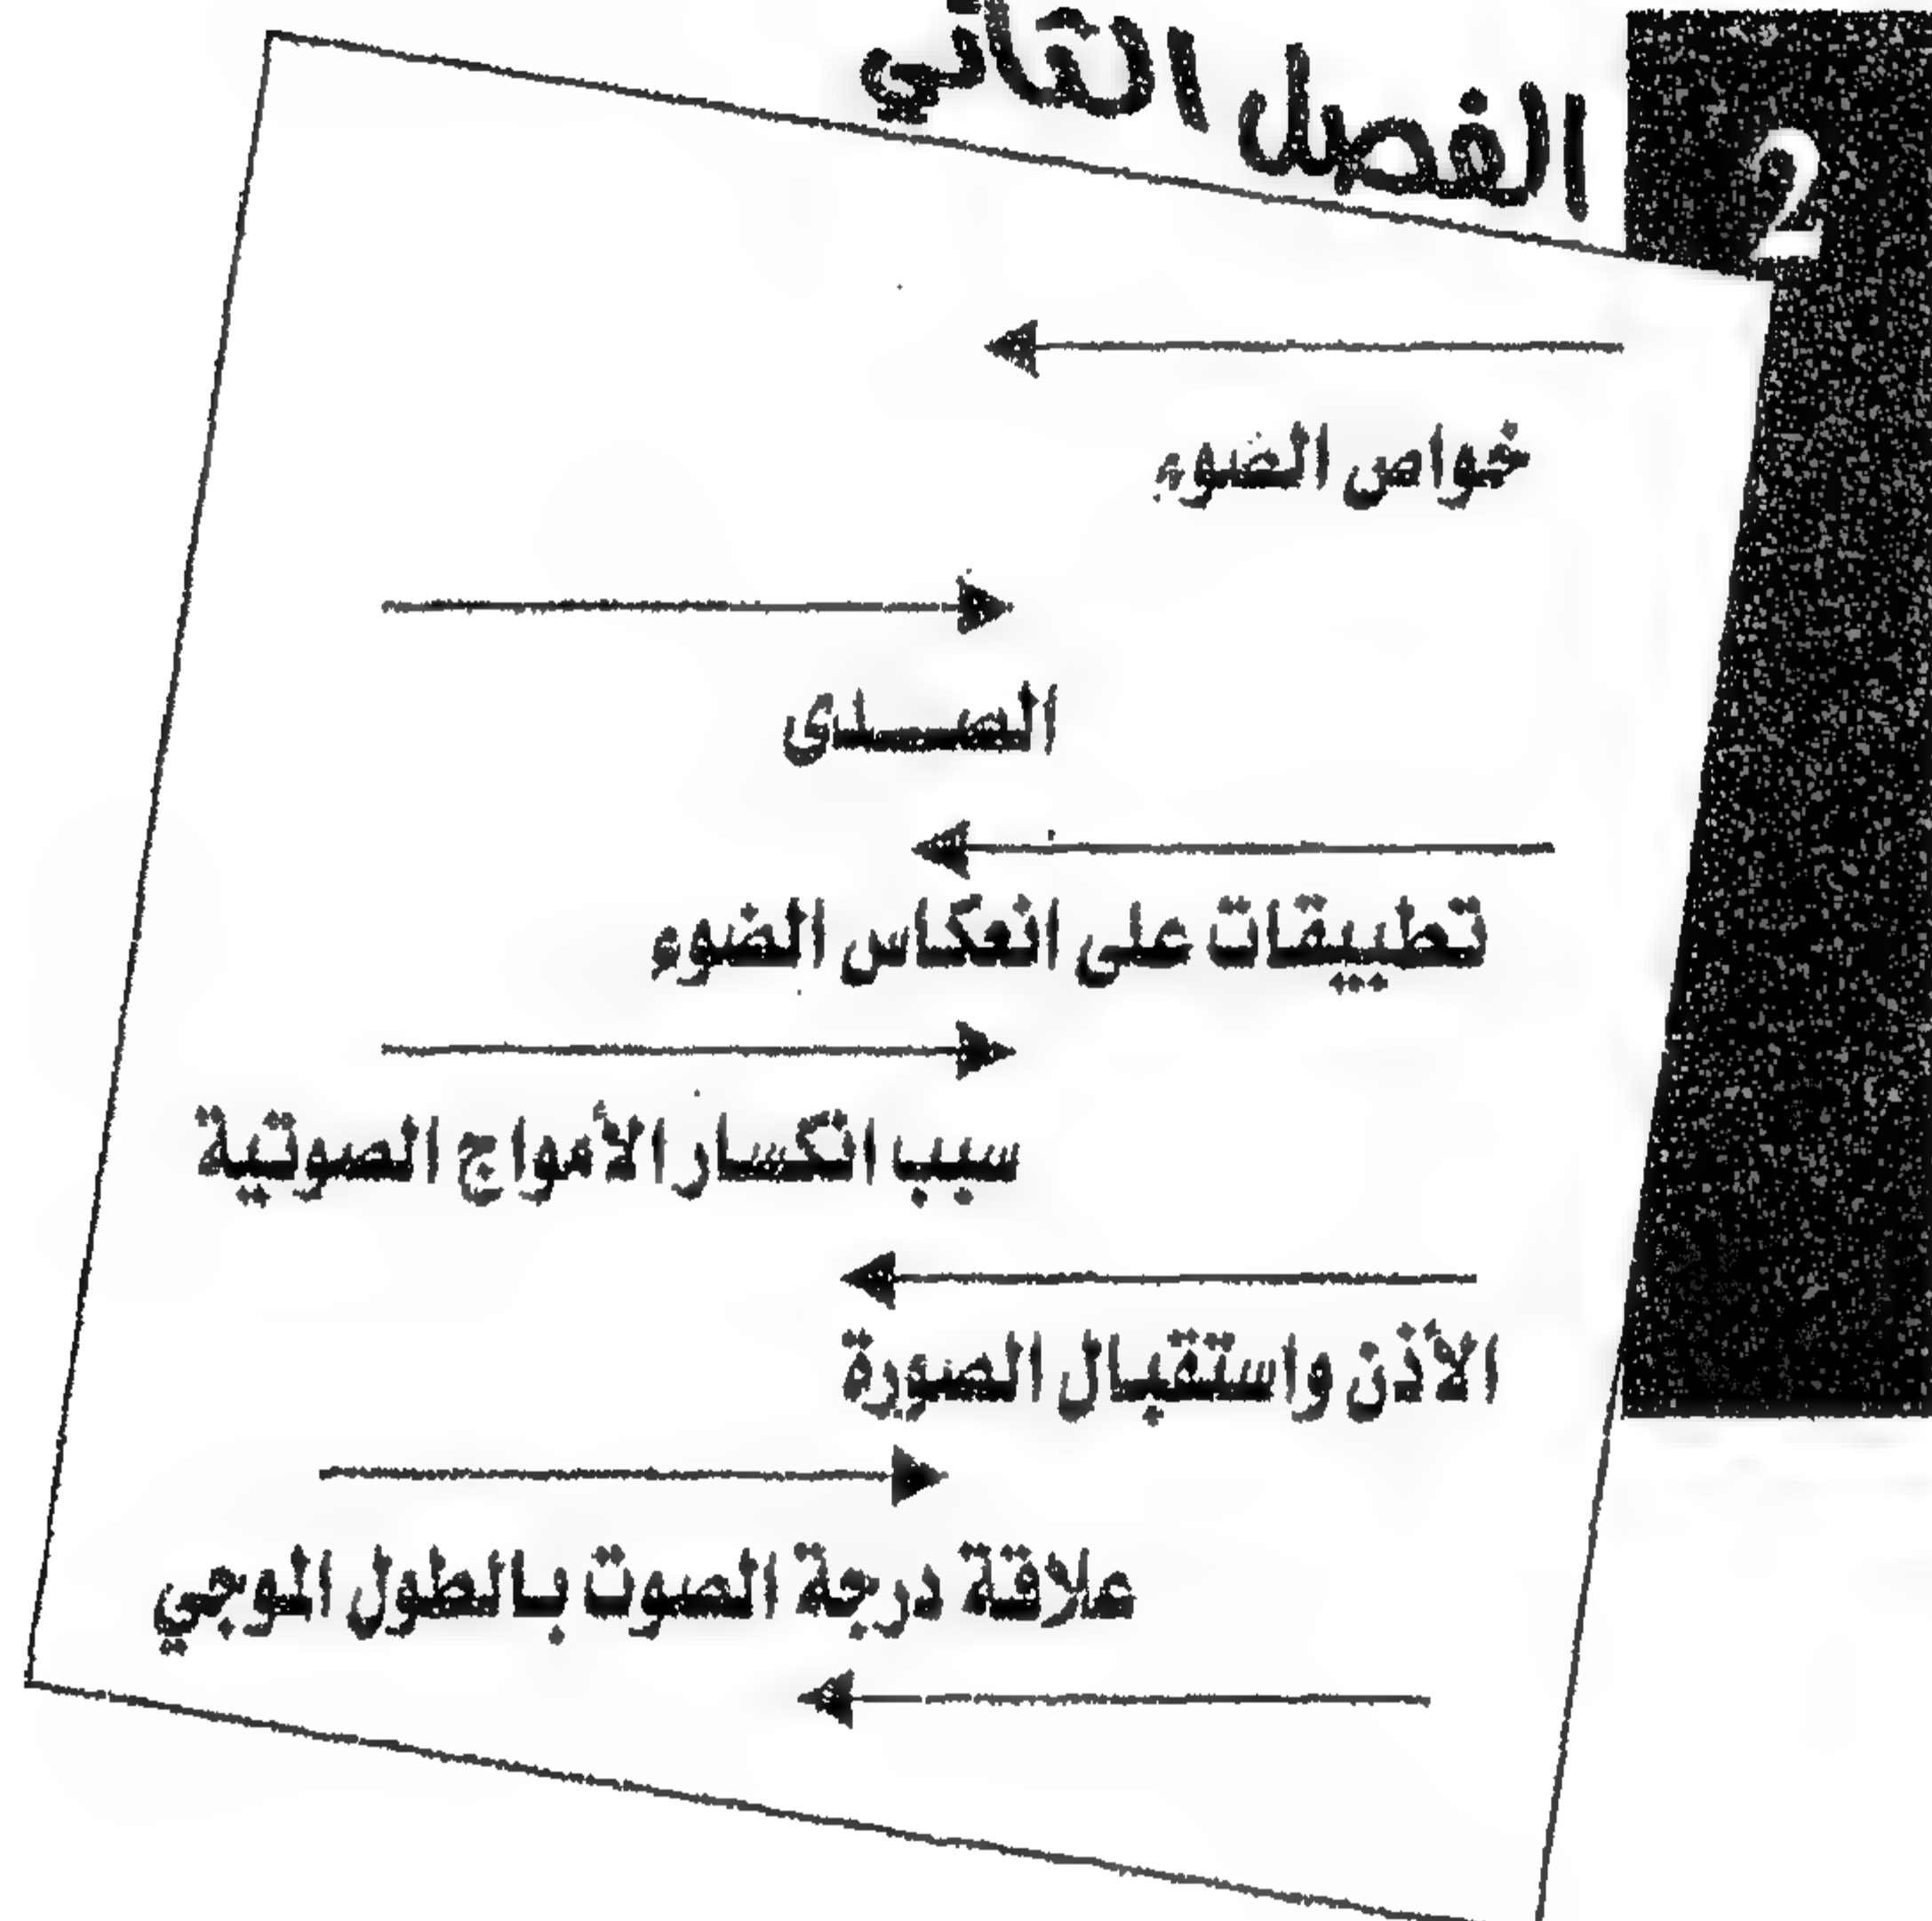 الفصل الثاني
2
خواص الضوء
الصدى
تطبيقات على انعكاس الضوء
سبب انكسار الأمواج الصوتية
الأذن واستقبال الصورة
علاقة درجة الصوت بالطول الموجي